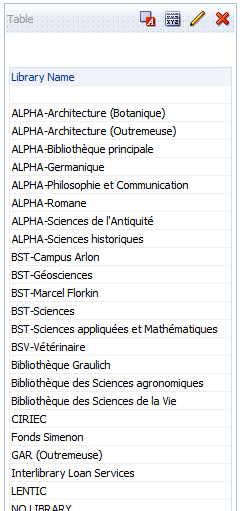 Table
XYZ
Library Name
ALPHA-Architecture (Botanique)
ALPHA-Architecture (Outremeuse)
ALPHA-Bibliothèque principale
ALPHA-Germanique
ALPHA-Philosophie et Communication
ALPHA-Romane
ALPHA-Sciences de l'Antiquité
ALPHA-Sciences historiques
BST-Campus Arlon
BST-Géosciences
BST-Marcel Florkin
BST-Sciences
BST-Sciences appliquées et Mathématiques
BSV-Vétérinaire
Bibliothèque Graulich
Bibliothèque des Sciences agronomiques
Bibliothèque des Sciences de la Vie
CIRIEC
Fonds Simenon
GAR (Outremeuse)
Interlibrary Loan Services
LENTIC
NO LIBRARY